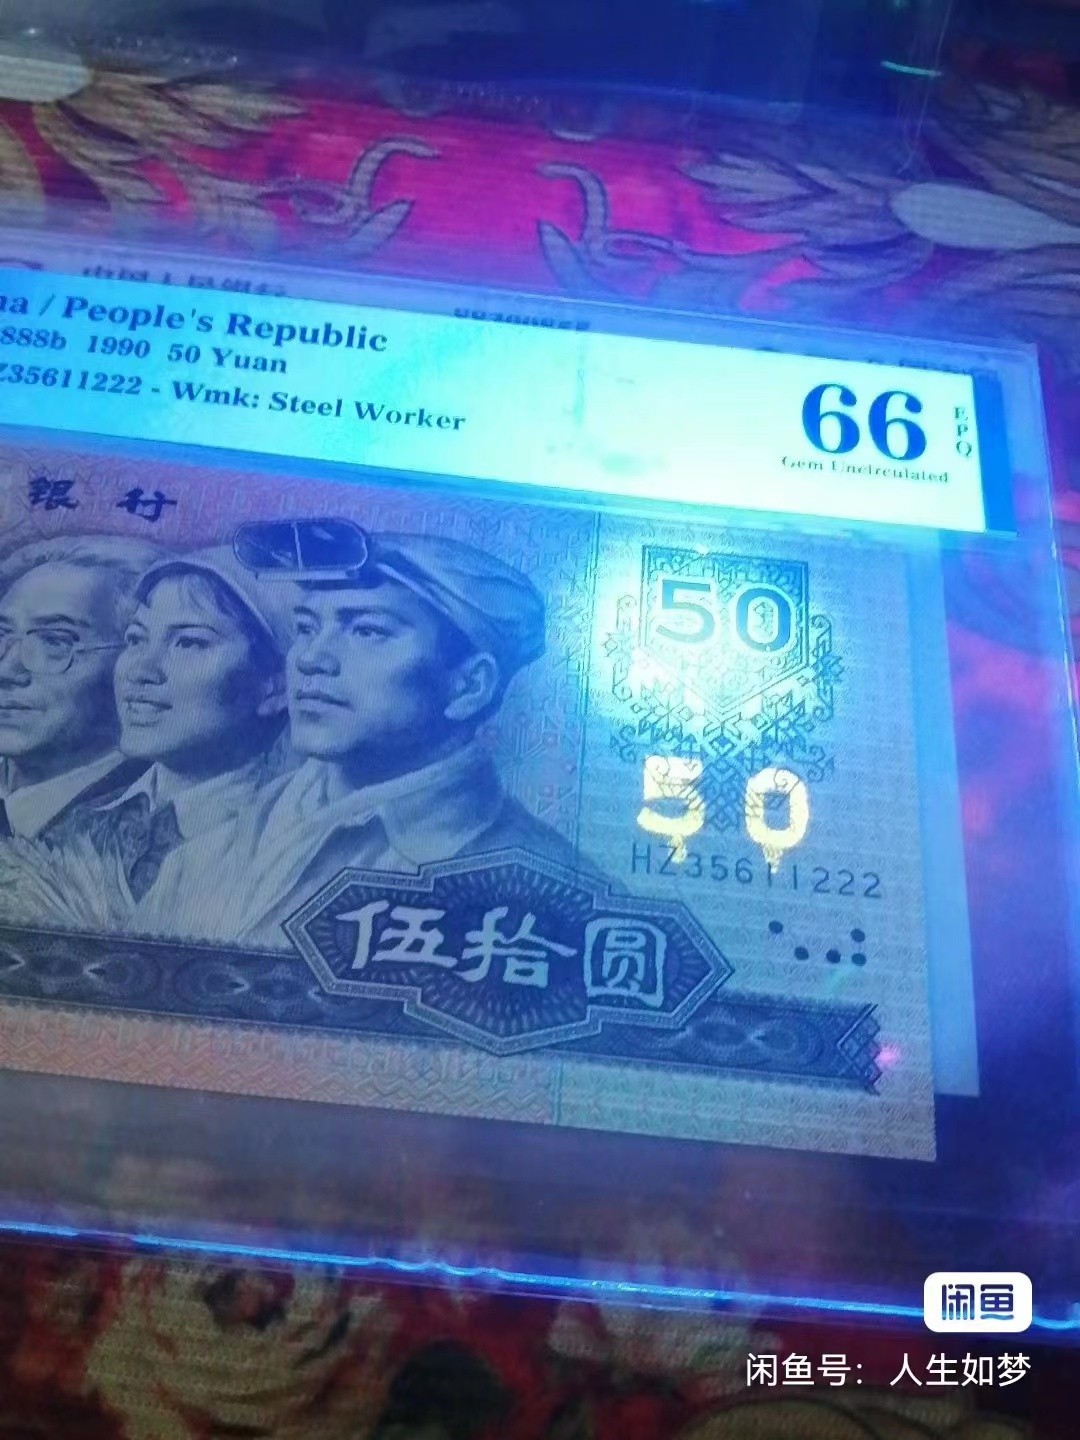 na / People's Republic
888b 1990 50 Yuan
Z35611222 - Wmk: Steel Worker
66
EPQ
Gem Uncirculated
银行
50
50
HZ35611222
伍拾圆
闲鱼
闲鱼号：人生如梦